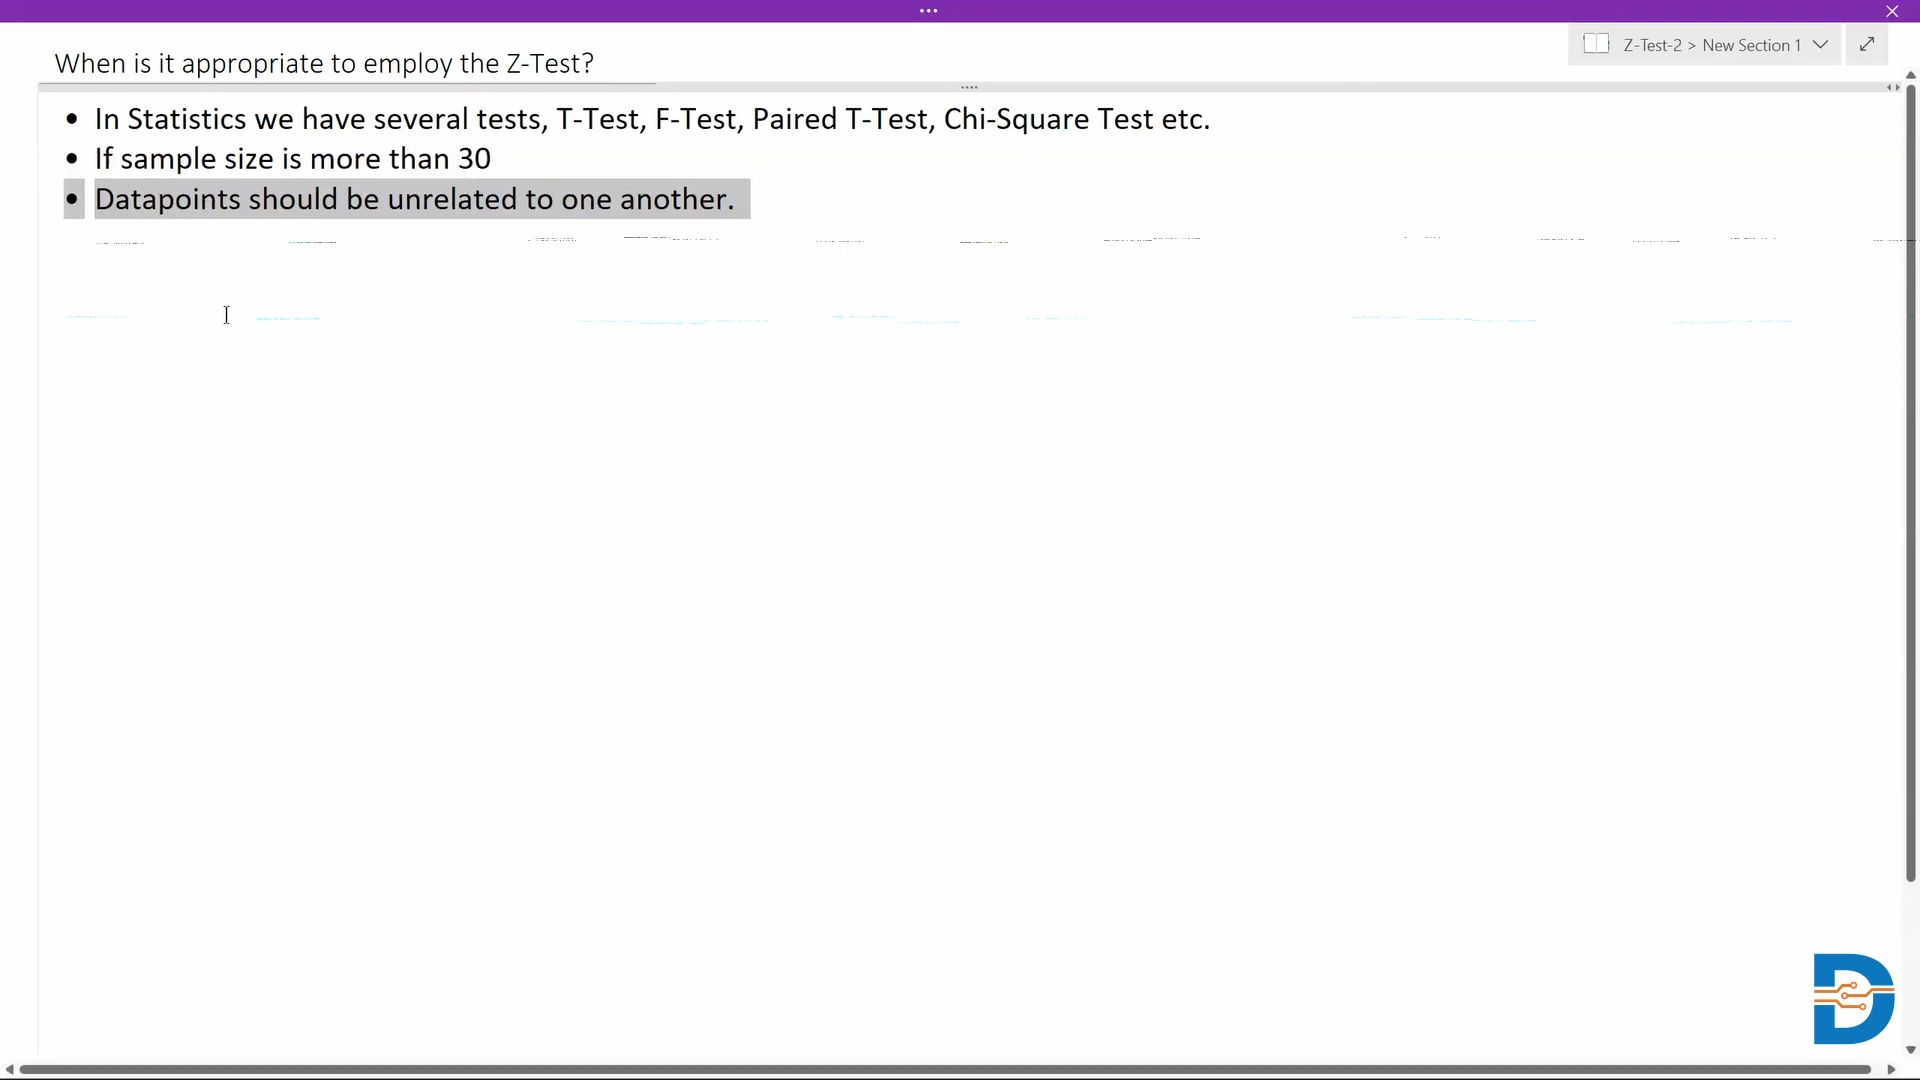 Z-Test-2 > New Section 1
When is it appropriate to employ the Z-Test?
• In Statistics we have several tests, T-Test, F-Test, Paired T-Test, Chi-Square Test etc.
• If sample size is more than 30
• Datapoints should be unrelated to one another.